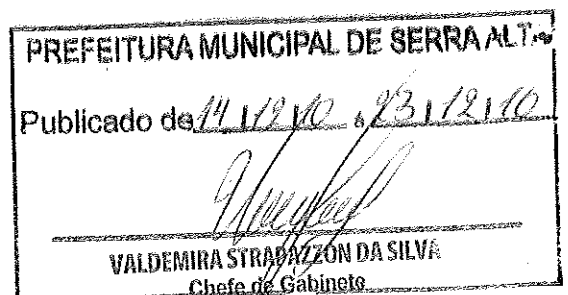 PREFEITURA MUNICIPAL DE SERRA ALTA
Publicado de 14/12/10 a 23/12/10
VALDEMIRA STRAPAZZON DA SILVA
Chefe de Gabinete